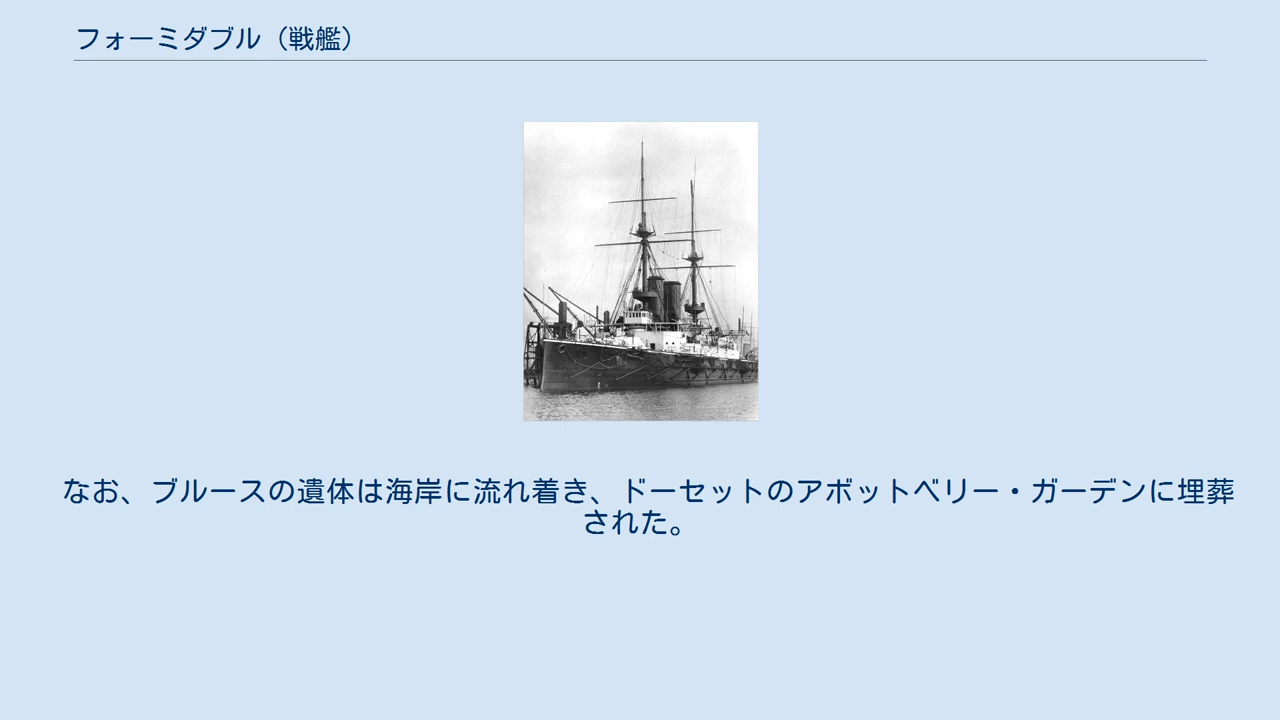 フォーミダブル（戦艦）
なお、ブルースの遺体は海岸に流れ着き、ドーセットのアボットベリー・ガーデンに埋葬
された。